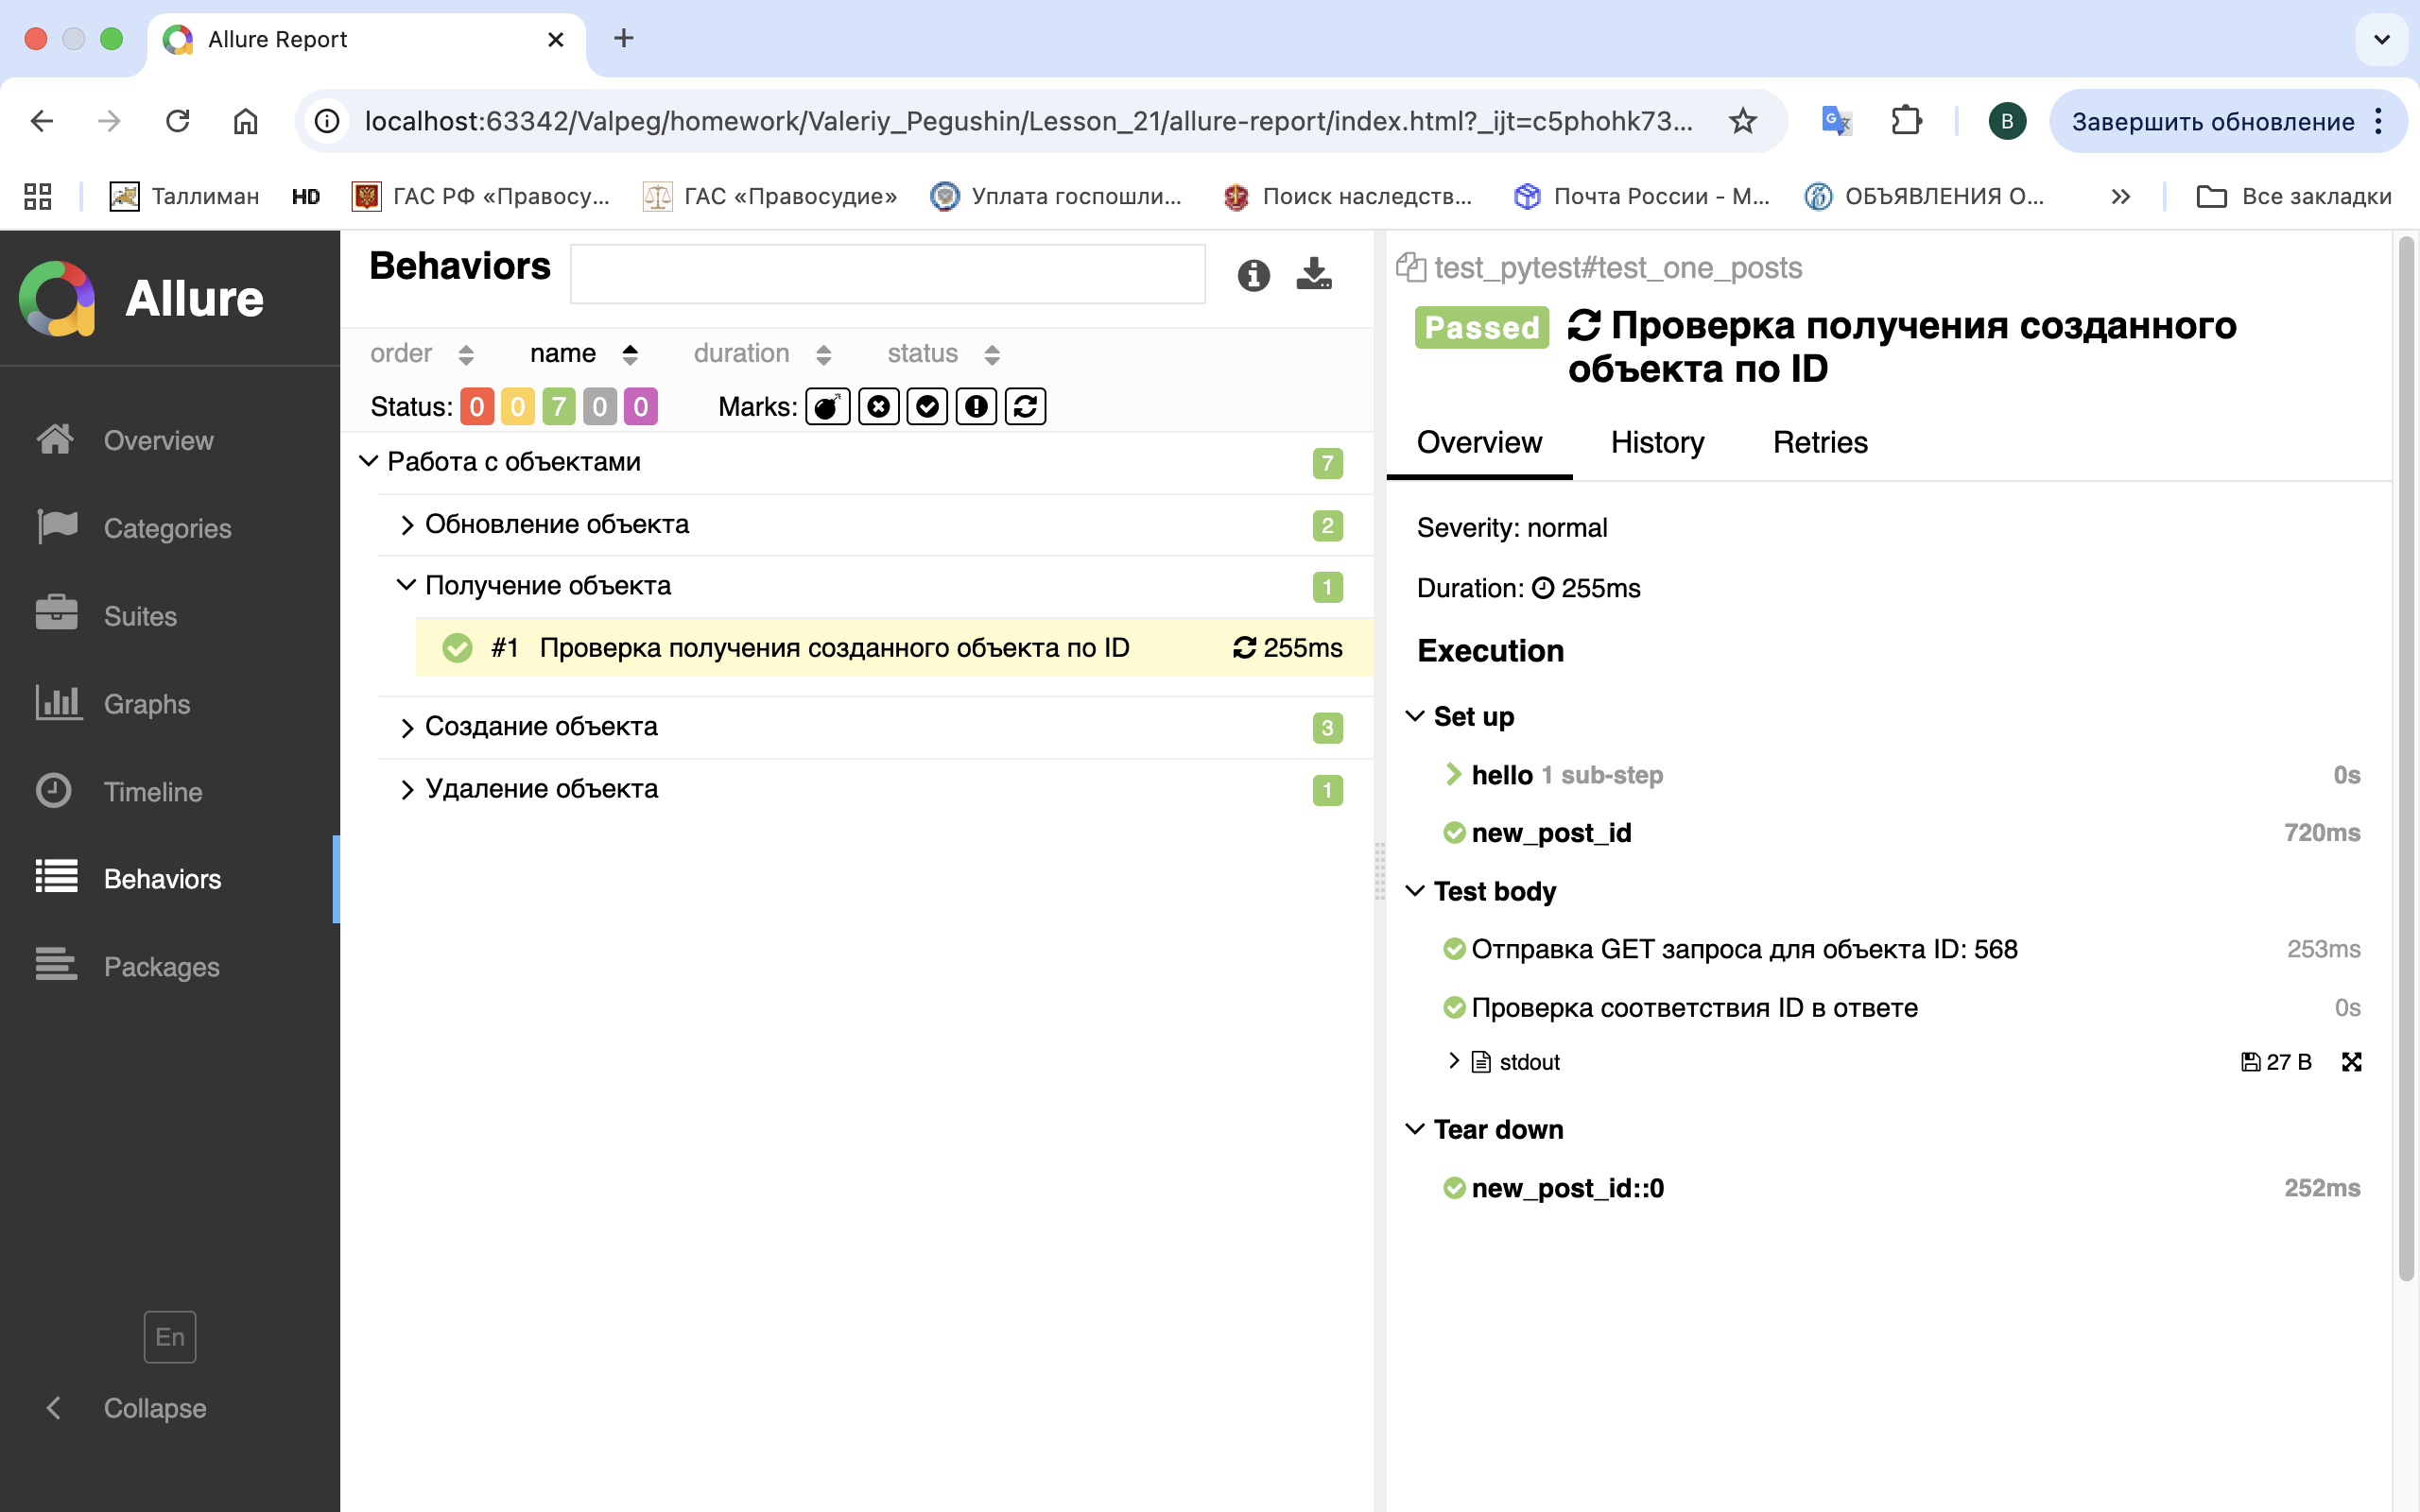 Allure Report
localhost:63342/Valpeg/homework/Valeriy_Pegushin/Lesson_21/allure-report/index.html?_ijt=c5phohk73...
B
Завершить обновление
Таллиман
HD
ГАС РФ «Правосу...
ГАС «Правосудие»
Уплата госпошли...
Поиск наследств...
Почта России - М...
ОБЪЯВЛЕНИЯ О...
Все закладки
Allure
Overview
Categories
Suites
Graphs
Timeline
Behaviors
Packages
En
Collapse
Behaviors
order name duration status
Status: 0 0 7 0 0 Marks:
Работа с объектами 7
Обновление объекта 2
Получение объекта 1
#1 Проверка получения созданного объекта по ID 255ms
Создание объекта 3
Удаление объекта 1
test_pytest#test_one_posts
Passed Проверка получения созданного
объекта по ID
Overview History Retries
Severity: normal
Duration: 255ms
Execution
Set up
hello 1 sub-step 0s
new_post_id 720ms
Test body
Отправка GET запроса для объекта ID: 568 253ms
Проверка соответствия ID в ответе 0s
stdout 27 B
Tear down
new_post_id::0 252ms